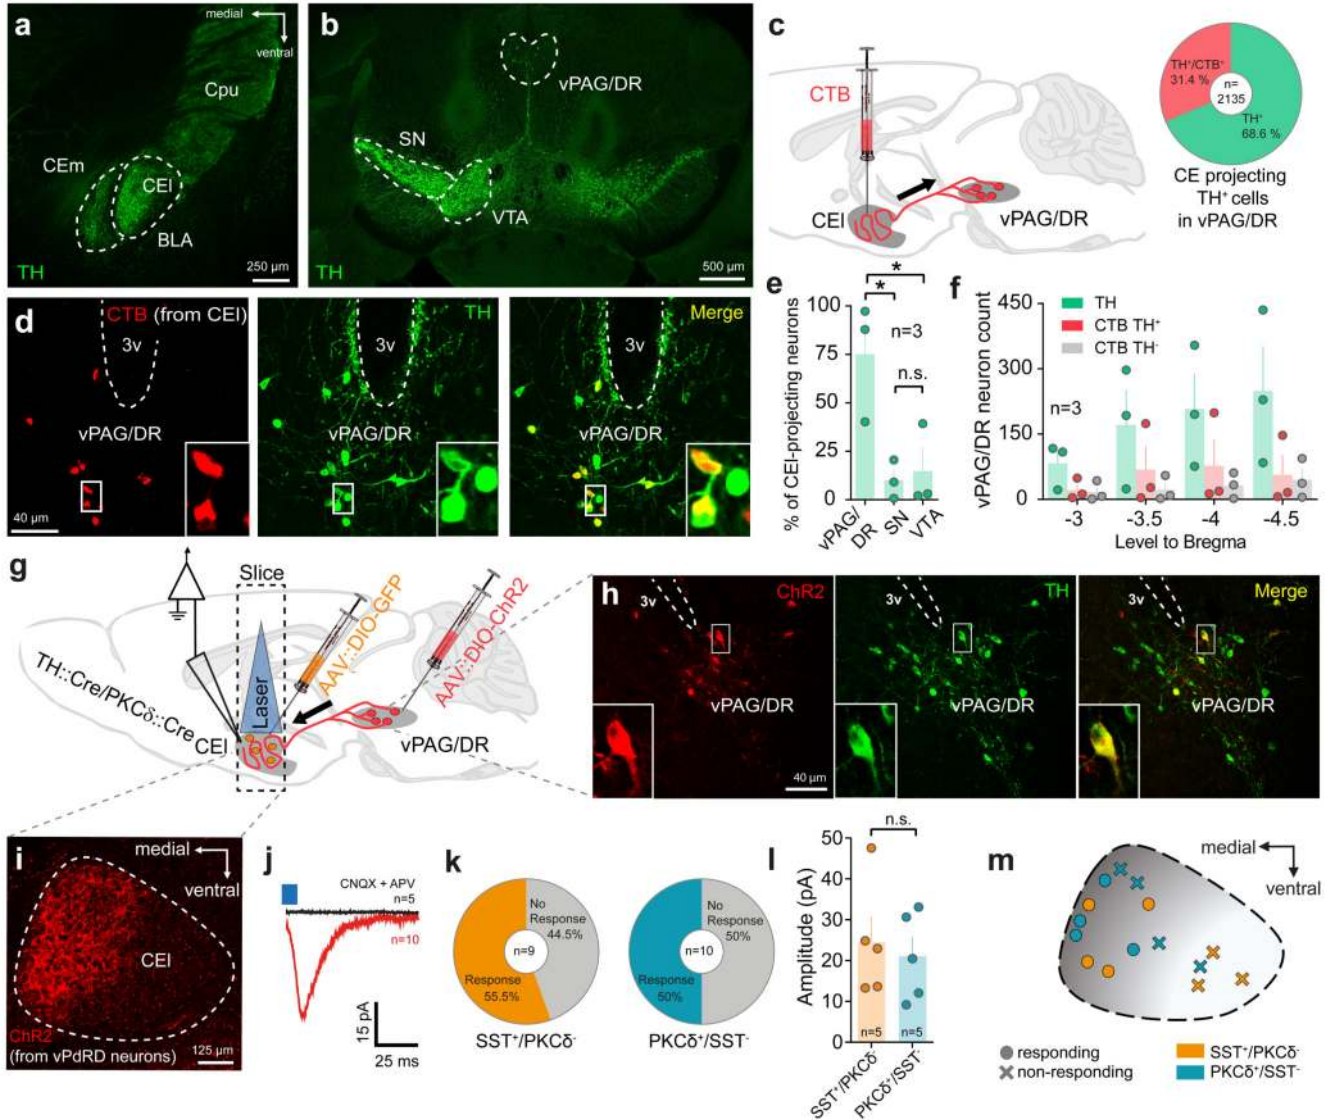 a
medial
ventral
Cpu
CEm
CEl
BLA
TH
250 µm
b
vPAG/DR
SN
VTA
TH
500 µm
c
CTB
CEl
vPAG/DR
TH⁺/CTB⁺
31.4 %
n=
2135
TH⁺
68.6 %
CE projecting
TH⁺ cells
in vPAG/DR
d
CTB (from CEl)
3v
vPAG/DR
40 µm
TH
3v
vPAG/DR
Merge
3v
vPAG/DR
e
% of CEl-projecting neurons
100
75
50
25
0
*
*
n=3
n.s.
vPAG/
DR
SN
VTA
f
vPAG/DR neuron count
450
300
150
0
TH
CTB TH⁺
CTB TH⁻
n=3
-3
-3.5
-4
-4.5
Level to Bregma
g
Slice
Laser
AAV::DIO-GFP
AAV::DIO-ChR2
TH::Cre/PKCδ::Cre
CEl
vPAG/DR
h
ChR2
3v
vPAG/DR
40 µm
TH
vPAG/DR
Merge
3v
vPAG/DR
i
medial
ventral
CEl
ChR2
(from vPdRD neurons)
125 µm
j
CNQX + APV
n=5
n=10
15 pA
25 ms
k
No
Response
44.5%
n=9
Response
55.5%
SST⁺/PKCδ⁻
No
Response
50%
n=10
Response
50%
PKCδ⁺/SST⁻
l
n.s.
Amplitude (pA)
50
40
30
20
10
0
n=5
n=5
SST⁺/PKCδ⁻
PKCδ⁺/SST⁻
m
medial
ventral
responding
non-responding
SST⁺/PKCδ⁻
PKCδ⁺/SST⁻